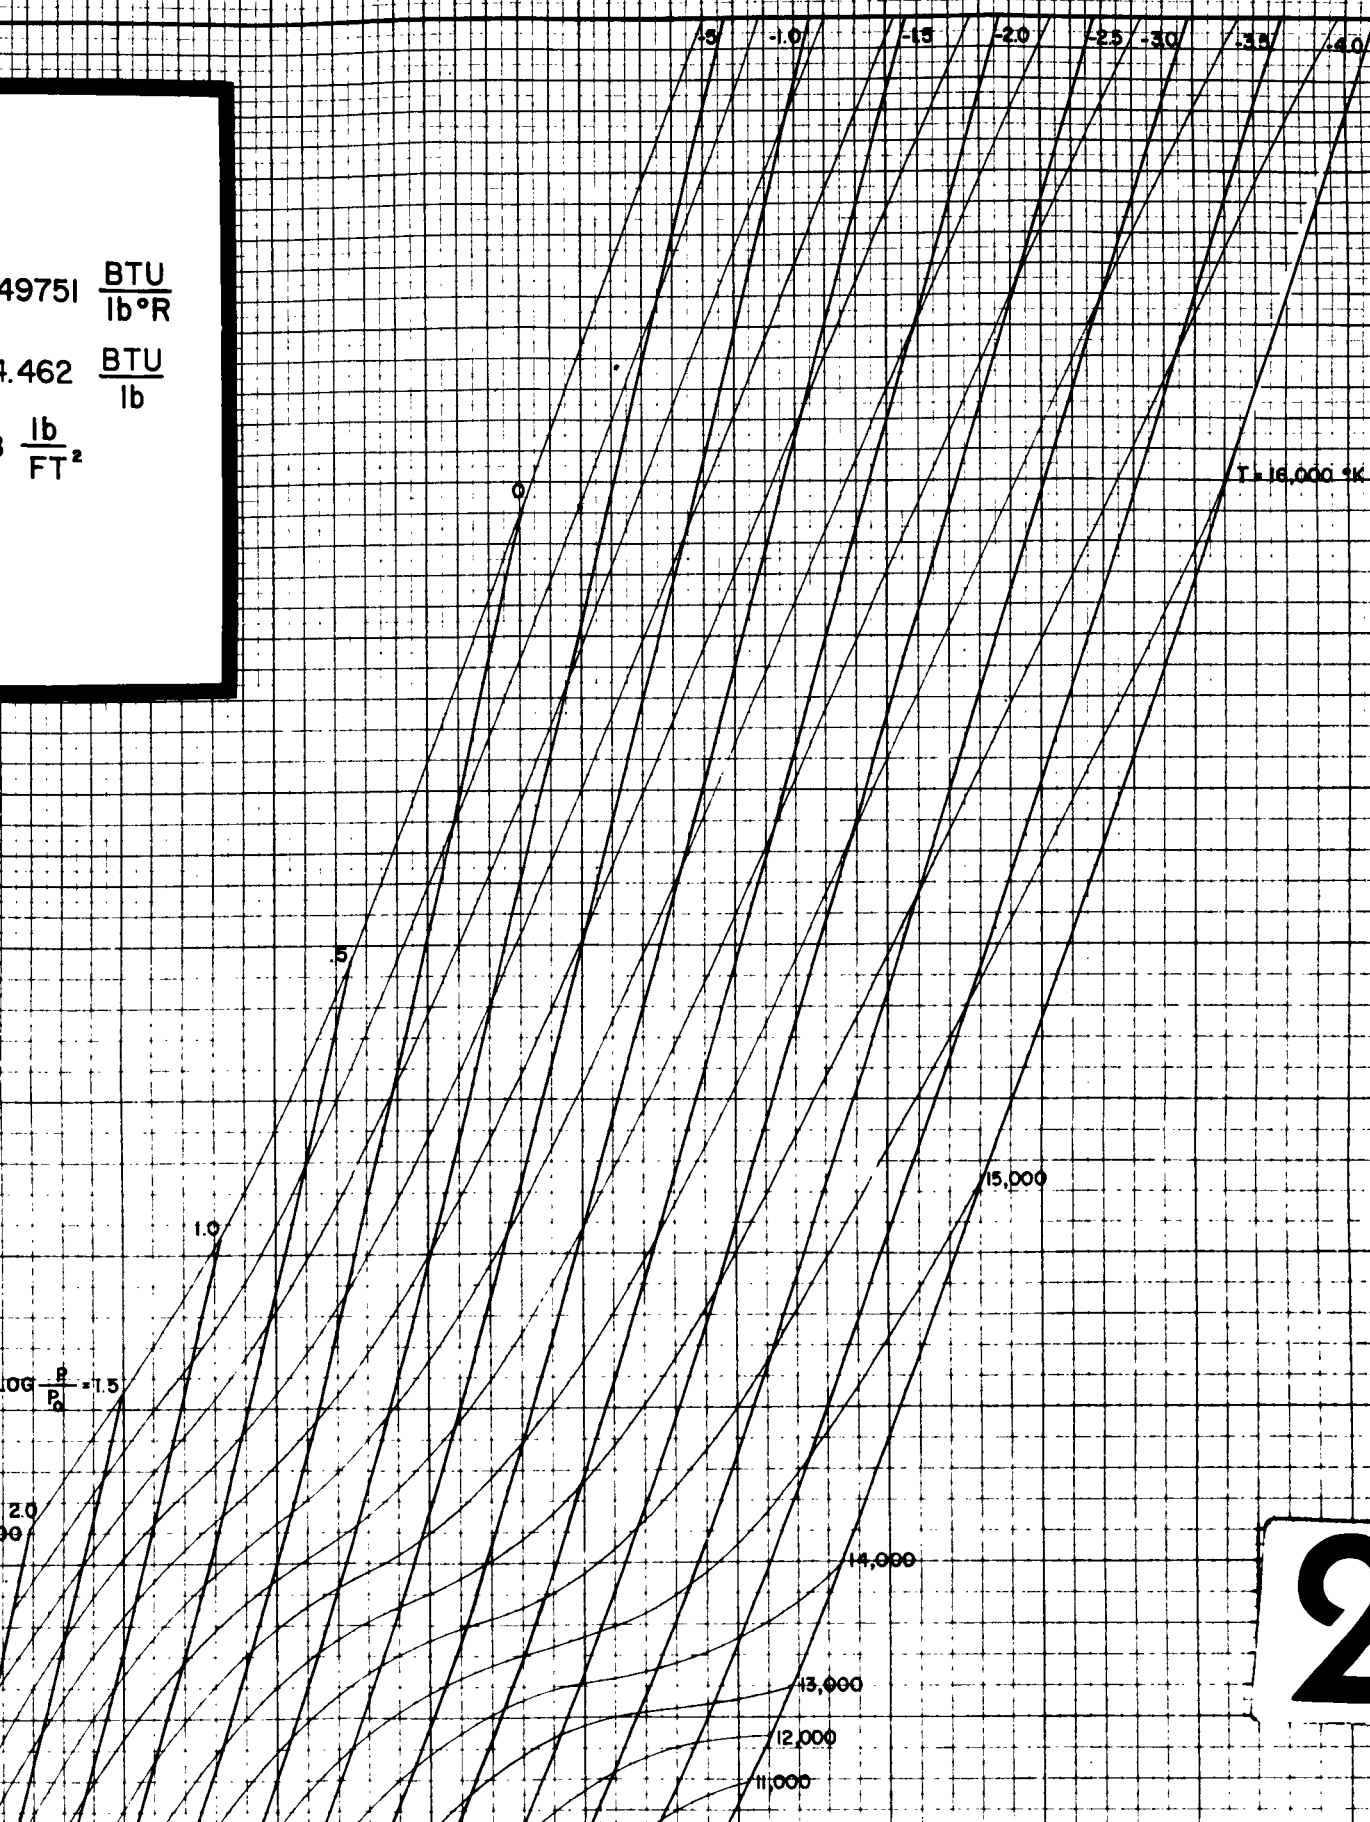 -.5 -1.0 -1.5 -2.0 -2.5 -3.0 -3.5 -4.0
49751 BTU
lb°R
4.462 BTU
lb
lb
FT²
T = 16,000 °K
0
.5
15,000
1.0
LOG P/P₀ = 1.5
2.0
00
14,000
13,000
12,000
11,000
2